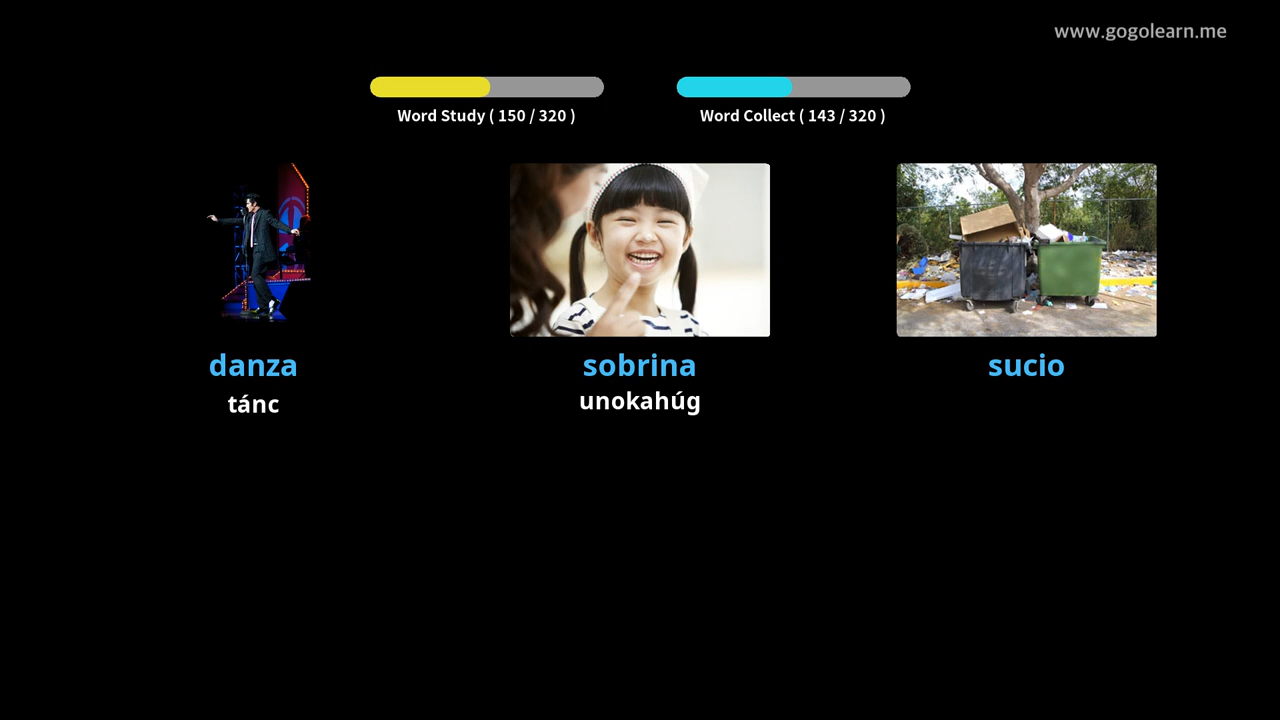 www.gogolearn.me
Word Study ( 150 / 320 )
Word Collect ( 143 / 320 )
danza
tánc
sobrina
unokahúg
sucio